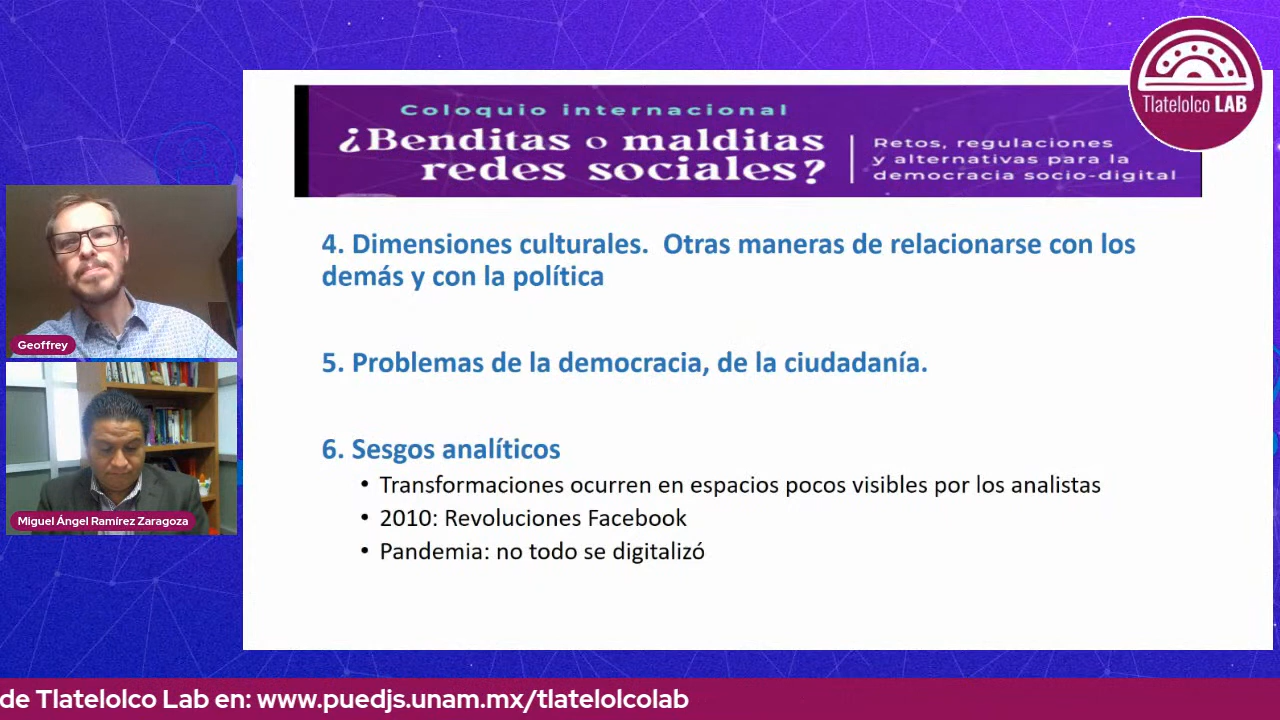 Tlatelolco LAB
Coloquio internacional
¿Benditas o malditas
redes sociales?
Retos, regulaciones
y alternativas para la
democracia socio-digital
4. Dimensiones culturales. Otras maneras de relacionarse con los
demás y con la política
5. Problemas de la democracia, de la ciudadanía.
6. Sesgos analíticos
• Transformaciones ocurren en espacios pocos visibles por los analistas
• 2010: Revoluciones Facebook
• Pandemia: no todo se digitalizó
Geoffrey
Miguel Ángel Ramírez Zaragoza
de Tlatelolco Lab en: www.puedjs.unam.mx/tlatelolcolab